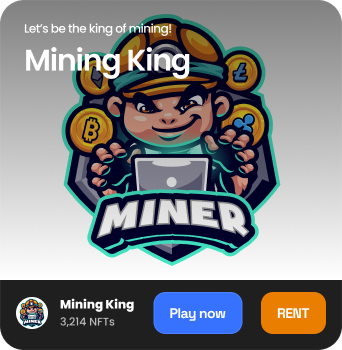 Let's be the king of mining!
Mining King
MINER
Mining King
3,214 NFTs
Play now
RENT